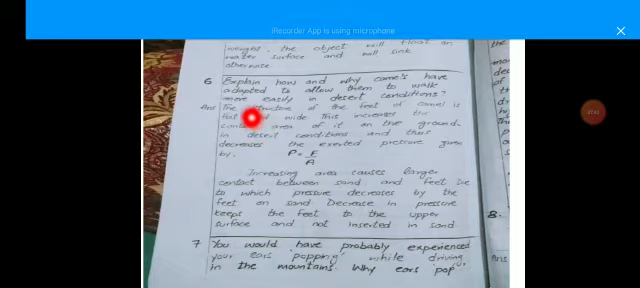 iRecorder App is using microphone
weight, the object will float on
water surface and will sink
otherwise
6 Explain how and why camels have
adapted to allow them to walk
more easily in desert conditions?
Ans The structure of the feet of camel is
flat wide. This increases the
contact area of it on the ground
in desert conditions and thus
decreases the exerted pressure given
by. P = F
A
Increasing area causes larger
contact between sand and feet due
to which pressure decreases by the
feet on sand Decrease in pressure
keeps the feet to the upper
surface and not inserted in sand.
7 You would have probably experienced
your ears 'popping' while driving
in the mountains. Why ears "pop"
8.
Ans